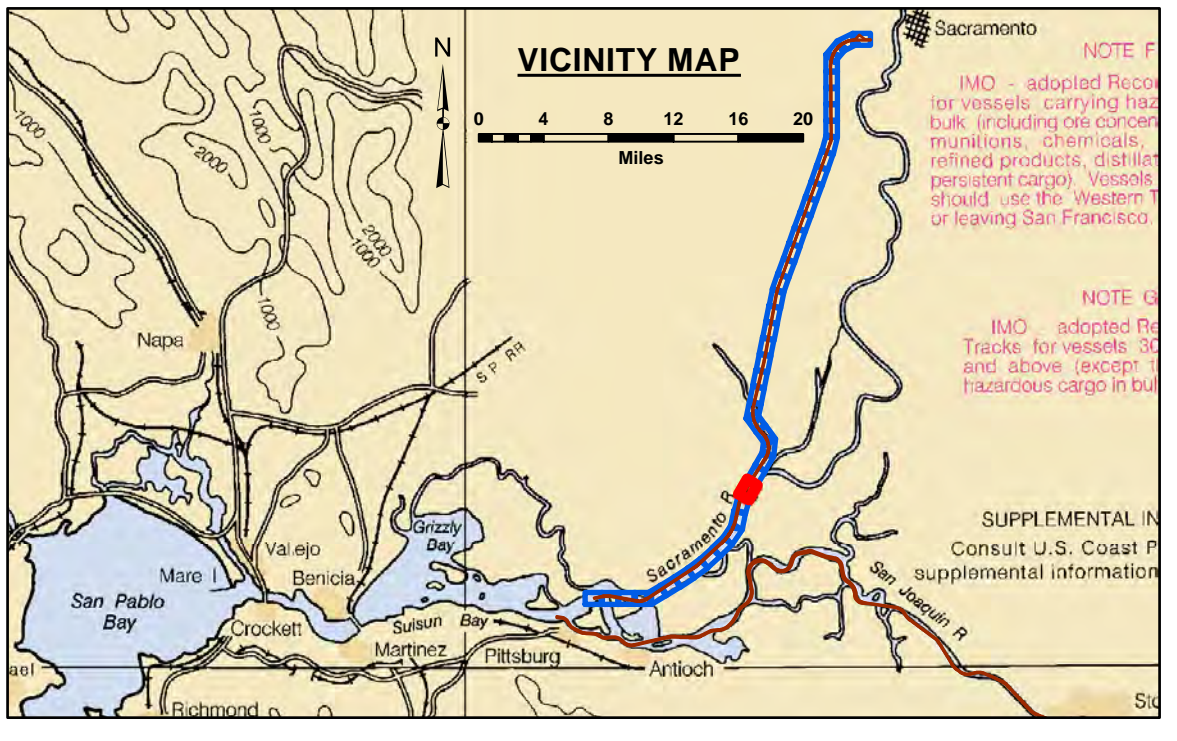 Sacramento
N
VICINITY MAP
0 4 8 12 16 20
Miles
NOTE F
IMO - adopted Reco
for vessels carrying haz
bulk (including ore concen
munitions, chemicals,
refined products, distillat
persistent cargo). Vessels
should use the Western T
or leaving San Francisco.
1000
1000
2000
2000
1000
1000
NOTE G
IMO adopted Re
Tracks for vessels 30
and above (except t
hazardous cargo in bul
Napa
S P RR
Sacramento R
Grizzly
Bay
SUPPLEMENTAL IN
Consult U.S. Coast P
supplemental information
Val.ejo
Mare I
Benicia
San Pablo
Bay
Crockett
Suisun Bay
San Joaquin R
Martinez
Pittsburg
Antioch
ael
Richmond
Sto